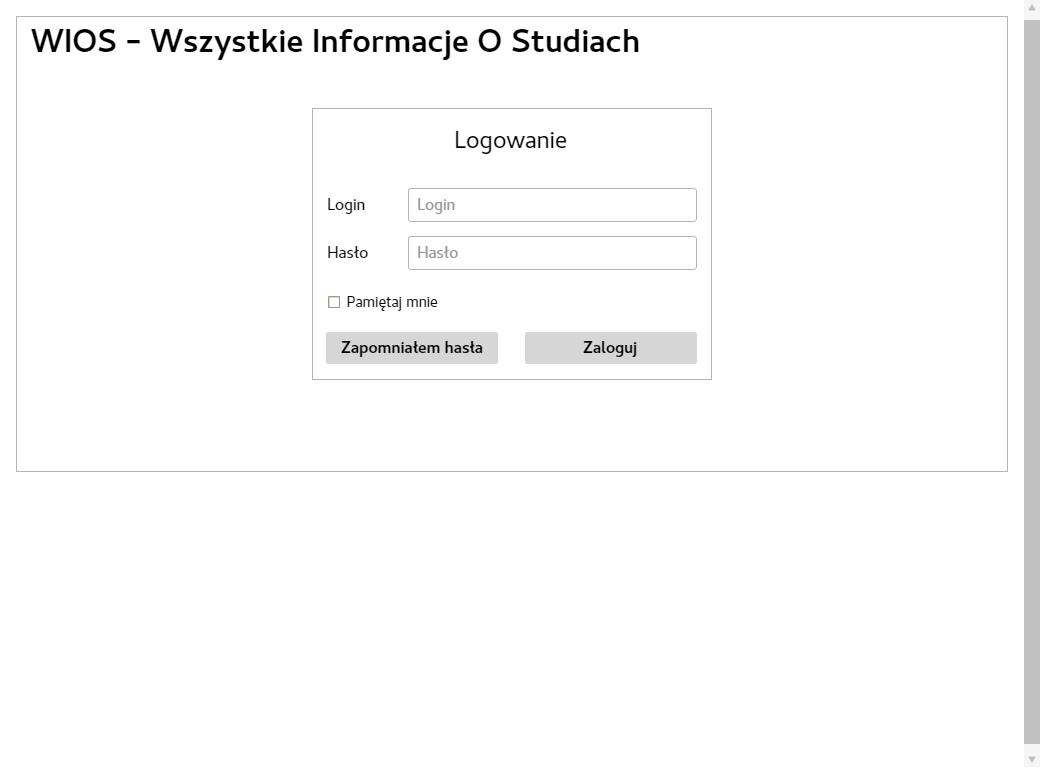 WIOS - Wszystkie Informacje O Studiach
Logowanie
Login Login
Hasło Hasło
Pamiętaj mnie
Zapomniałem hasła Zaloguj